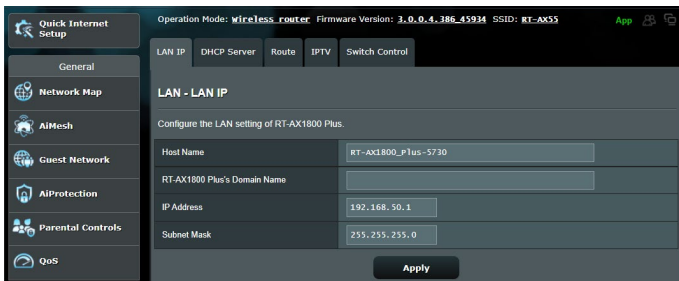 Quick Internet
Setup
Operation Mode: Wireless router Firmware Version: 3.0.0.4.386_45934 SSID: RT-AX55
App
General
LAN IP DHCP Server Route IPTV Switch Control
Network Map
LAN - LAN IP
AiMesh
Configure the LAN setting of RT-AX1800 Plus.
Host Name RT-AX1800_Plus-5730
Guest Network
RT-AX1800 Plus's Domain Name
AiProtection
IP Address 192.168.50.1
Parental Controls
Subnet Mask 255.255.255.0
QoS
Apply